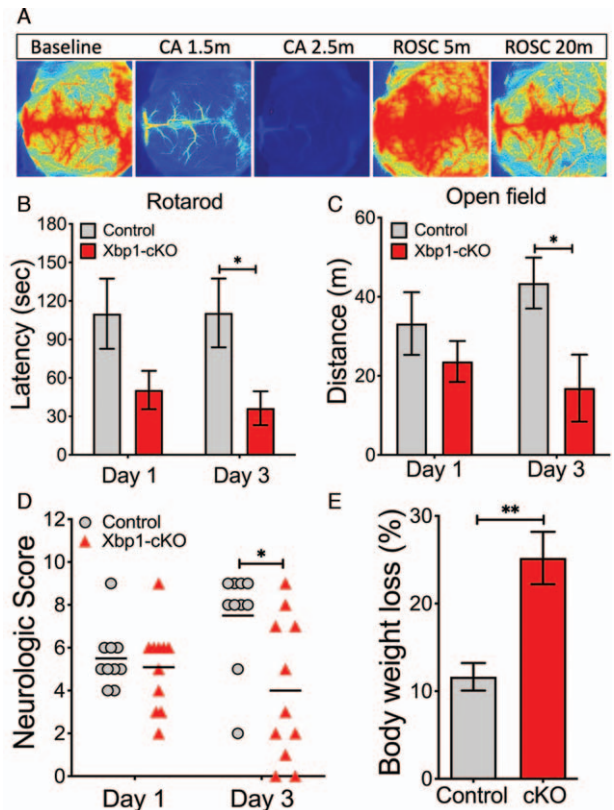 A
Baseline CA 1.5m CA 2.5m ROSC 5m ROSC 20m
B
Rotarod
Control
Xbp1-cKO
Latency (sec)
180
150
120
90
60
30
0
*
Day 1 Day 3
C
Open field
Control
Xbp1-cKO
Distance (m)
60
40
20
0
*
Day 1 Day 3
D
Control
Xbp1-cKO
Neurologic Score
12
10
8
6
4
2
0
*
Day 1 Day 3
E
Body weight loss (%)
30
20
10
0
**
Control cKO